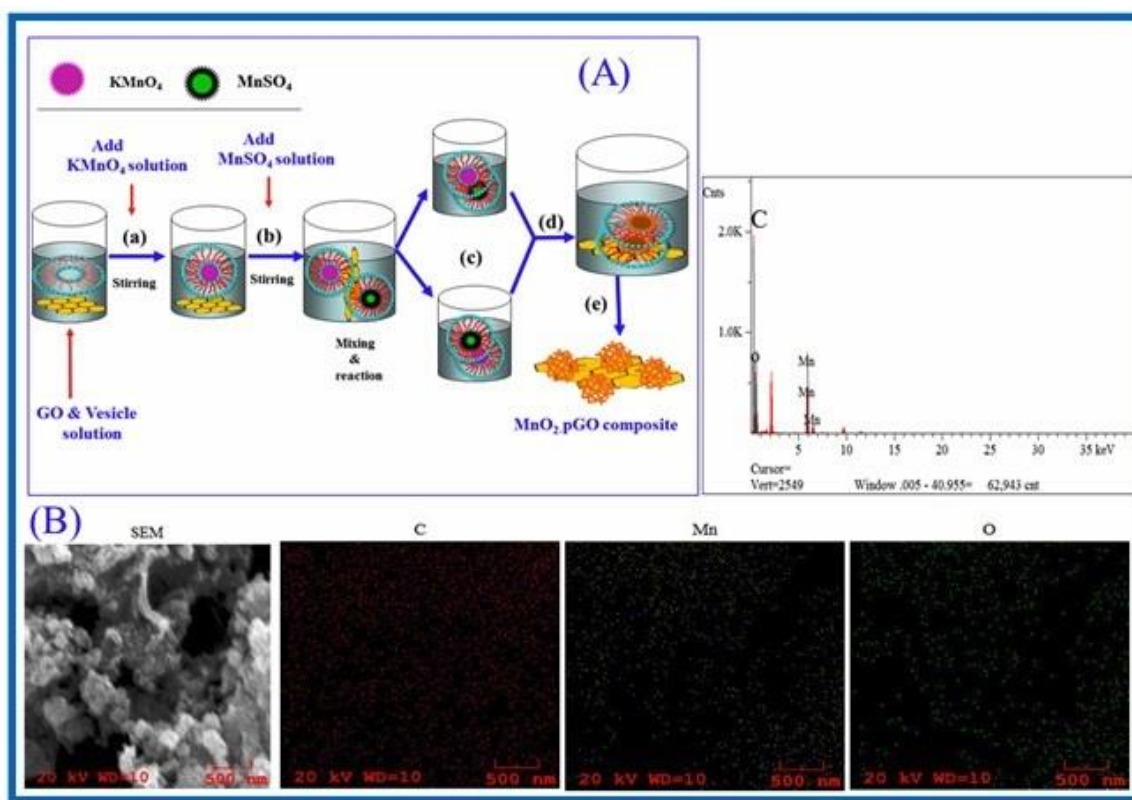 (A)
KMnO₄
MnSO₄
Add
KMnO₄ solution
Add
MnSO₄ solution
(a)
Stirring
(b)
Stirring
(c)
(d)
(e)
Mixing
&
reaction
GO & Vesicle
solution
MnO₂ pGO composite
Cnts
C
2.0K
1.0K
O
Mn
Mn
Mn
5 10 15 20 25 30 35 keV
Cursor=
Vert=2549 Window .005 - 40.955= 62,943 cnt
(B)
SEM
C
Mn
O
20 kV WD=10 500 nm
20 kV WD=10 500 nm
20 kV WD=10 500 nm
20 kV WD=10 500 nm